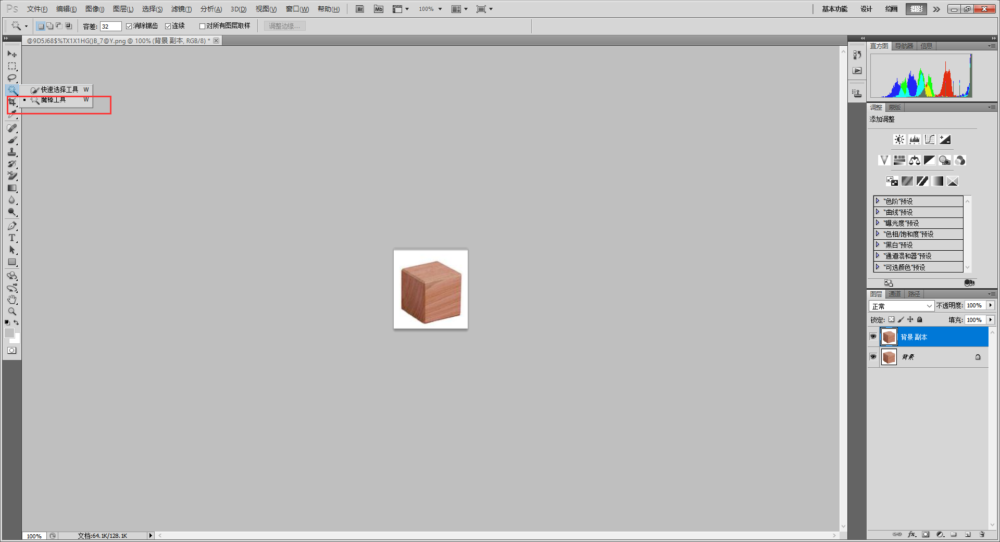 Ps 文件(F) 编辑(E) 图像(I) 图层(L) 选择(S) 滤镜(T) 分析(A) 3D(D) 视图(V) 窗口(W) 帮助(H) Br Mb 100% 基本功能 设计 绘画 摄影
容差: 32 消除锯齿 连续 对所有图层取样 调整边缘...
@9D5J68$%TX1X1HG()B_7@Y.png @ 100% (背景 副本, RGB/8) *
快速选择工具 W
魔棒工具 W
直方图 导航器 信息
调整 蒙版
添加调整
"色阶"预设
"曲线"预设
"曝光度"预设
"色相/饱和度"预设
"黑白"预设
"通道混和器"预设
"可选颜色"预设
图层 通道 路径
正常 不透明度: 100%
锁定: 填充: 100%
背景 副本
背景
100% 文档:64.1K/128.1K